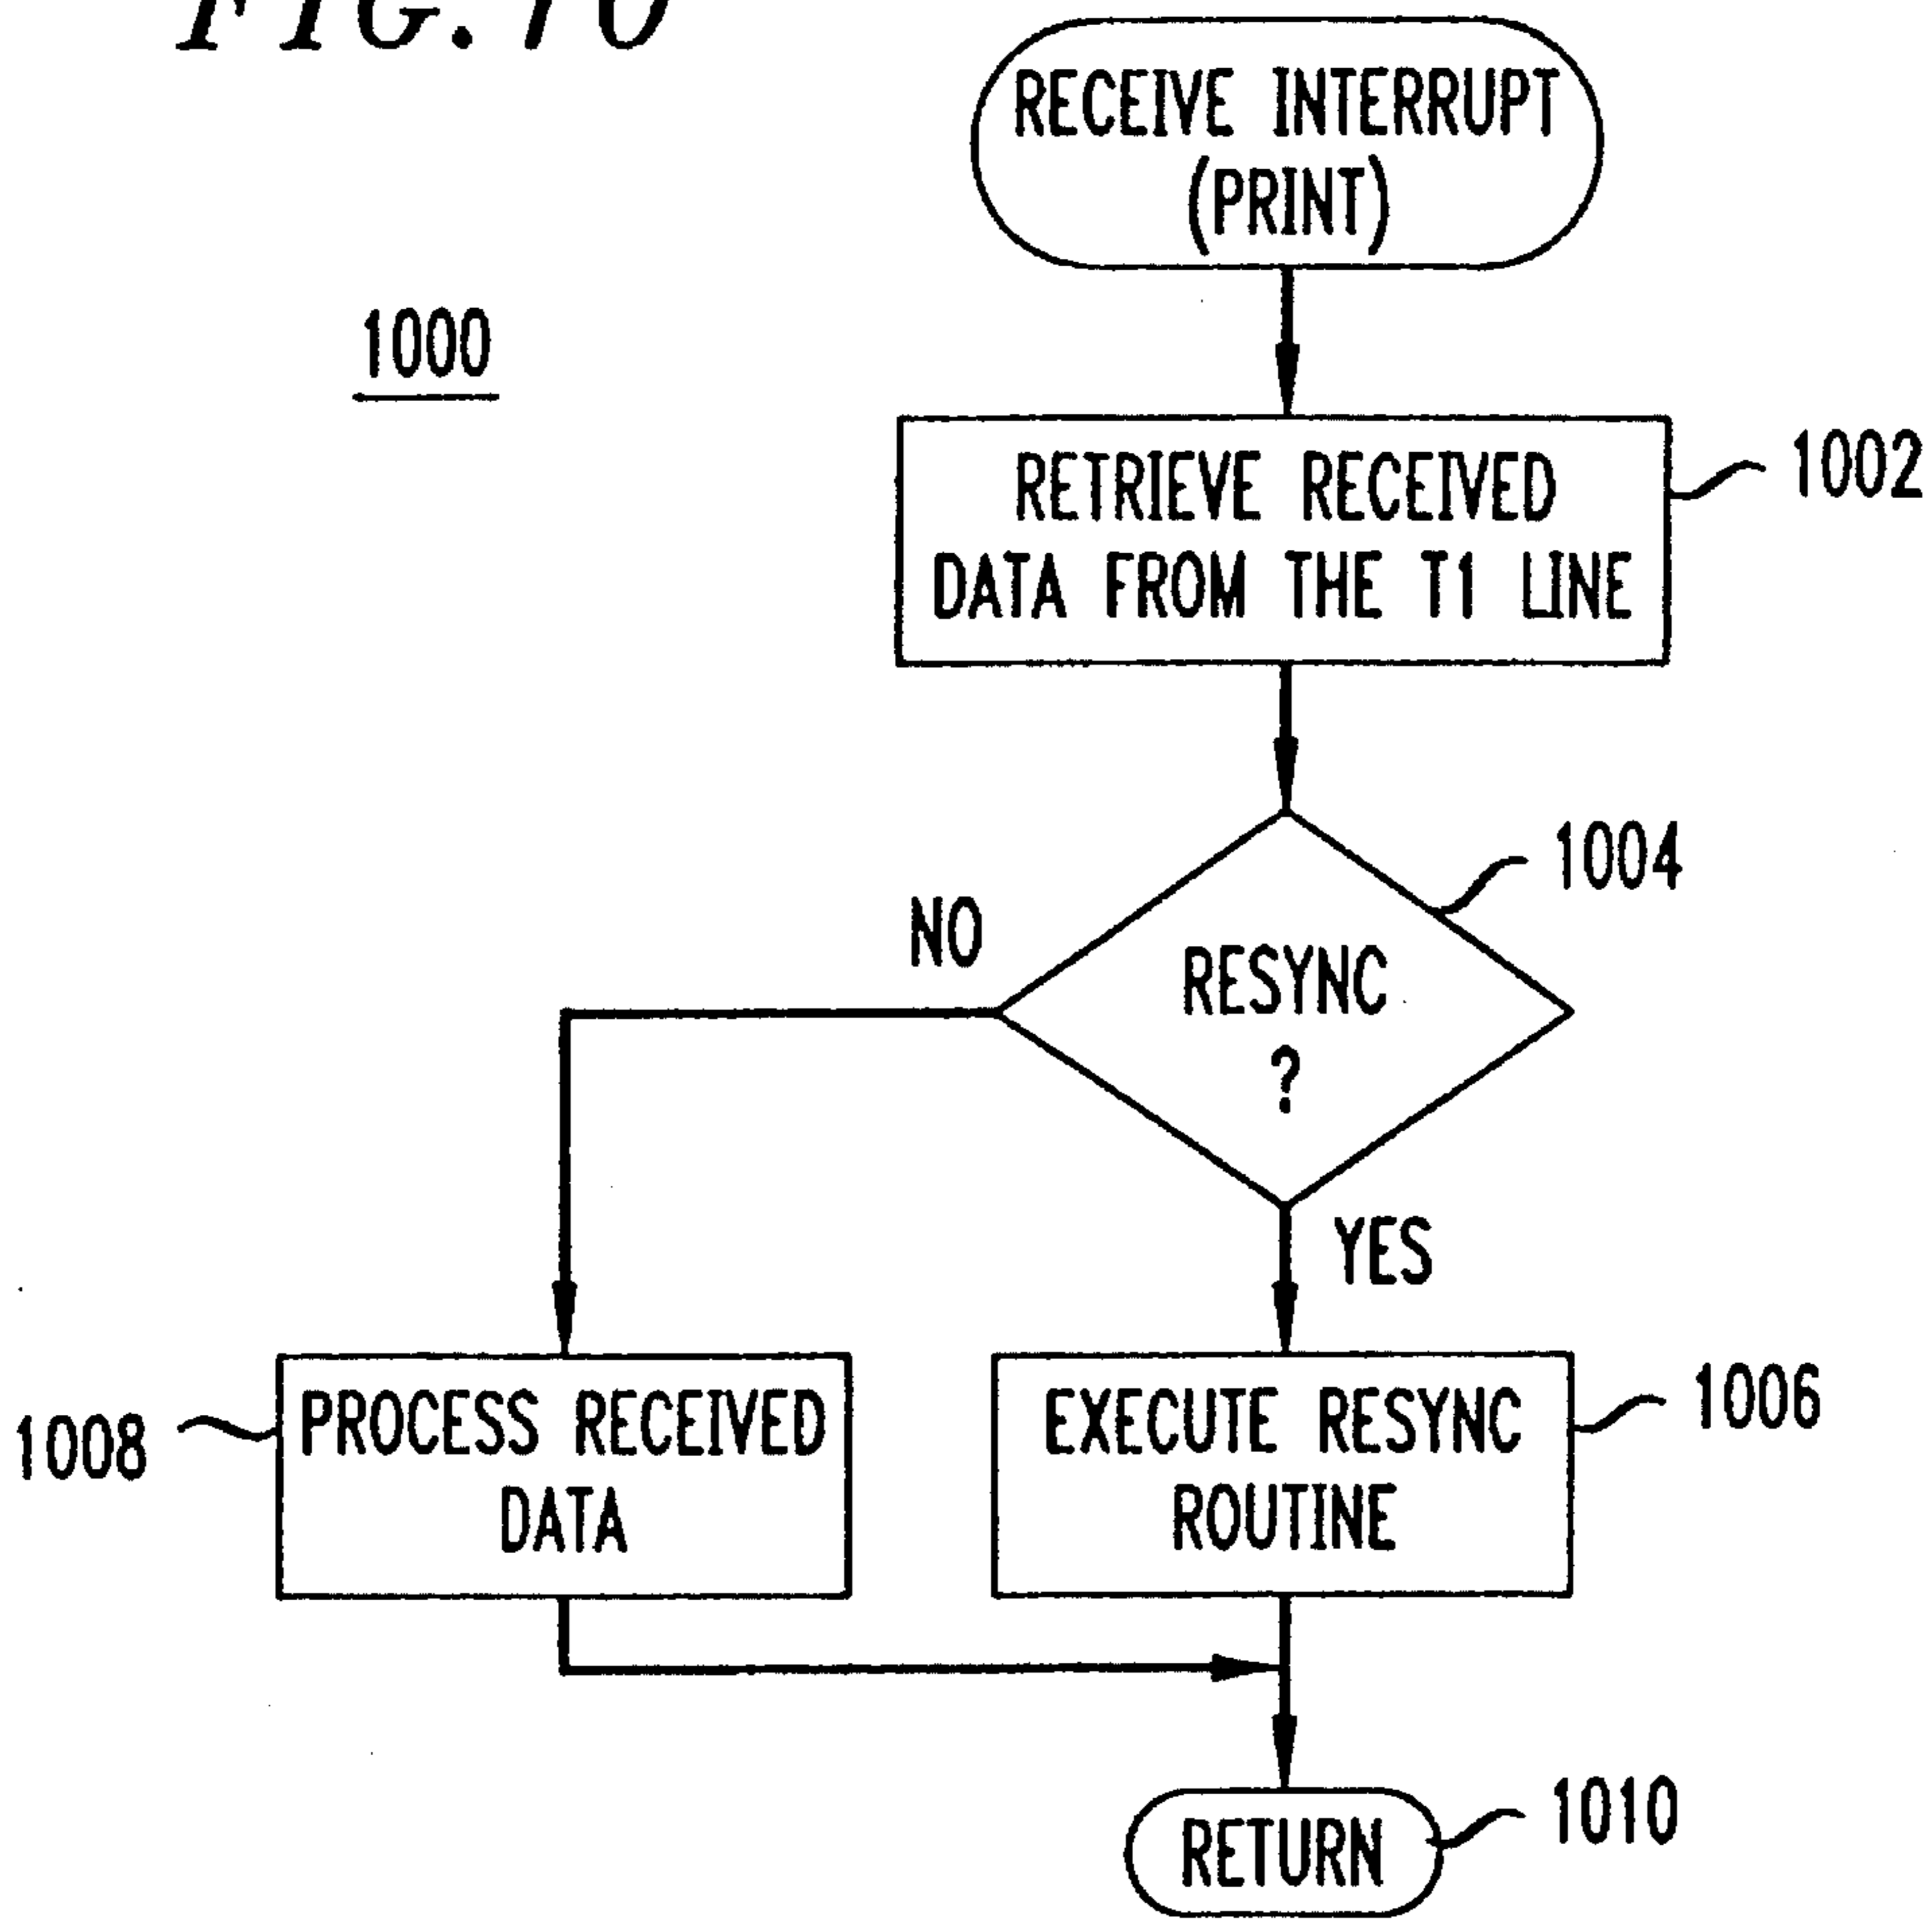 FIG. 10
RECEIVE INTERRUPT
(PRINT)
1000
RETRIEVE RECEIVED
DATA FROM THE T1 LINE
1002
1004
NO
RESYNC
?
YES
1008
PROCESS RECEIVED
DATA
EXECUTE RESYNC
ROUTINE
1006
RETURN
1010